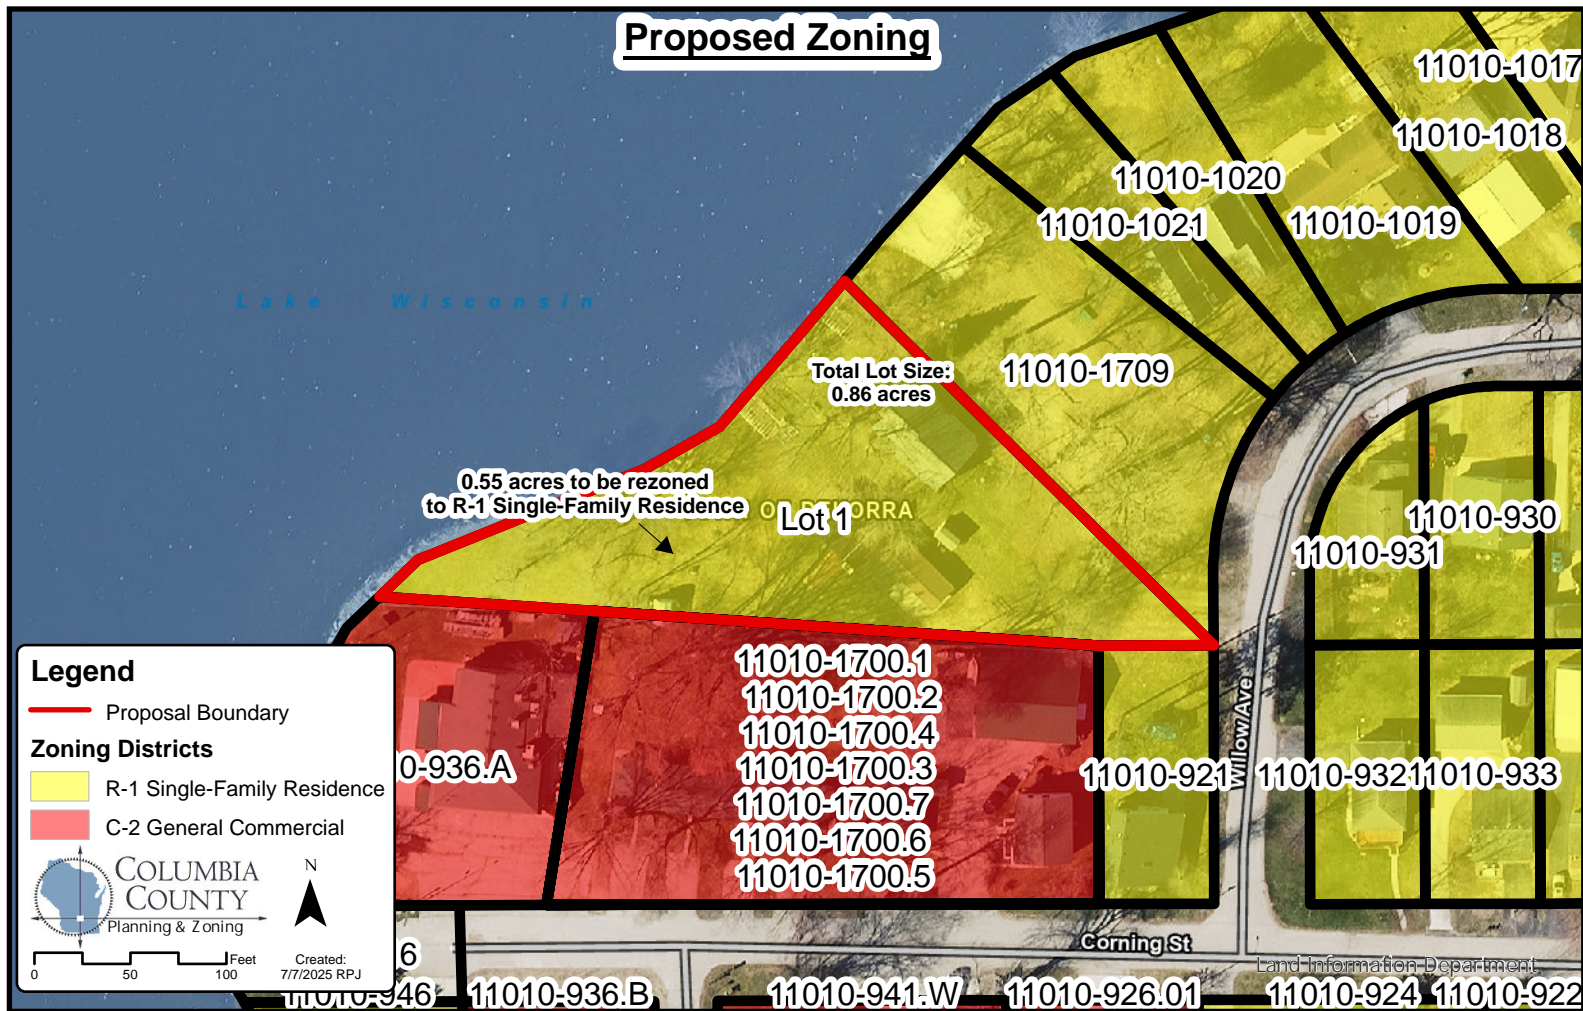 Proposed Zoning
11010-1017
11010-1018
11010-1020
11010-1021
11010-1019
Lake Wisconsin
Total Lot Size:
0.86 acres
11010-1709
0.55 acres to be rezoned
to R-1 Single-Family Residence
Lot 1
11010-930
11010-931
11010-1700.1
11010-1700.2
11010-1700.4
11010-1700.3
11010-1700.7
11010-1700.6
11010-1700.5
0-936.A
11010-921
Willow Ave
11010-932
11010-933
Legend
Proposal Boundary
Zoning Districts
R-1 Single-Family Residence
C-2 General Commercial
COLUMBIA
COUNTY
Planning & Zoning
N
0 50 100 Feet
Created:
7/7/2025 RPJ
6
Corning St
Land Information Department
11010-946
11010-936.B
11010-941.W
11010-926.01
11010-924
11010-922